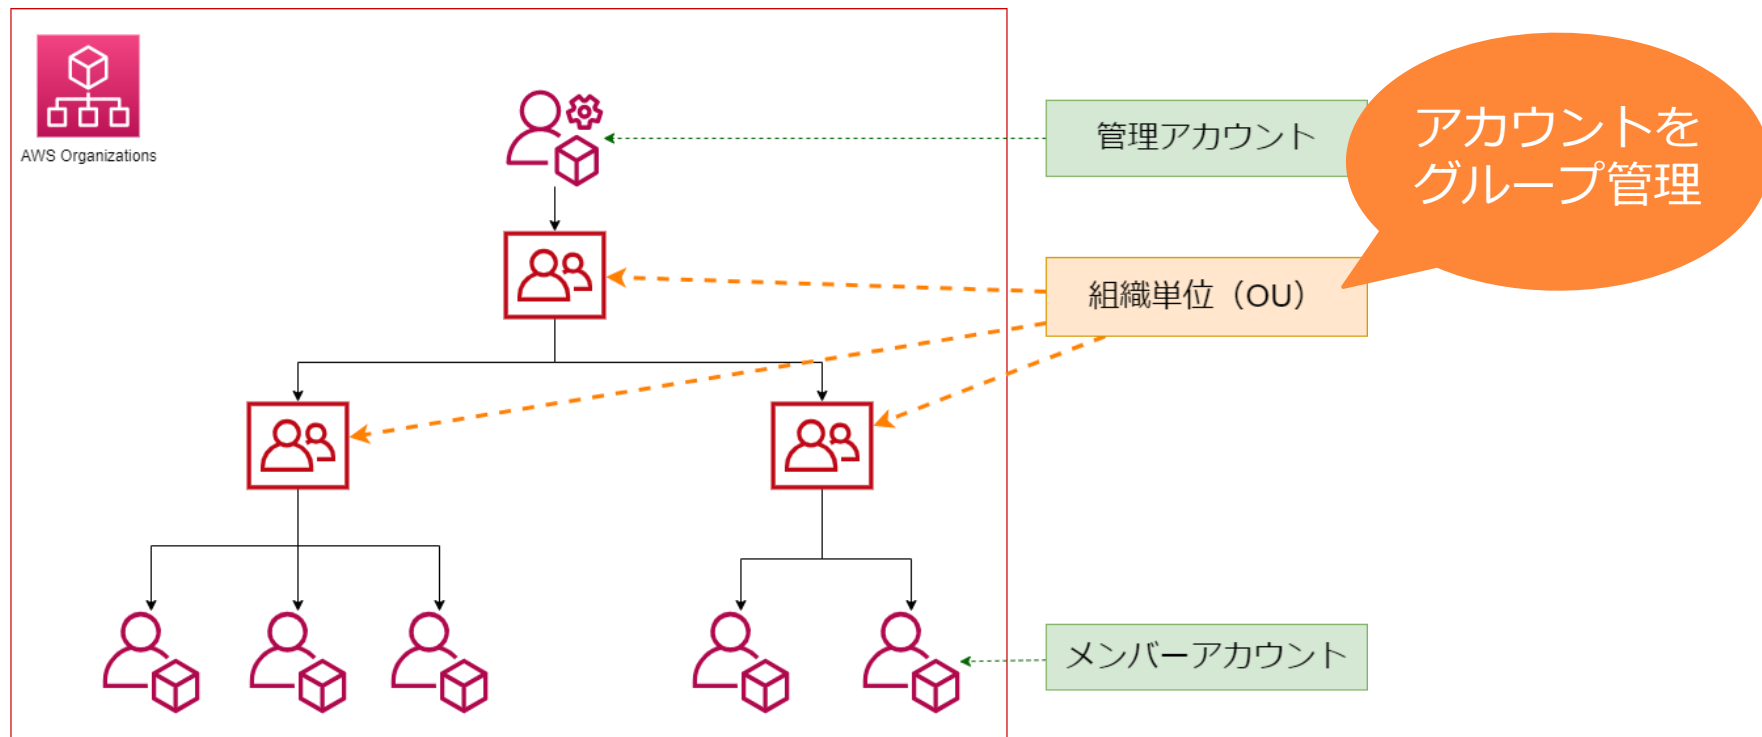 AWS Organizations
管理アカウント
アカウントを
グループ管理
組織単位（OU）
メンバーアカウント